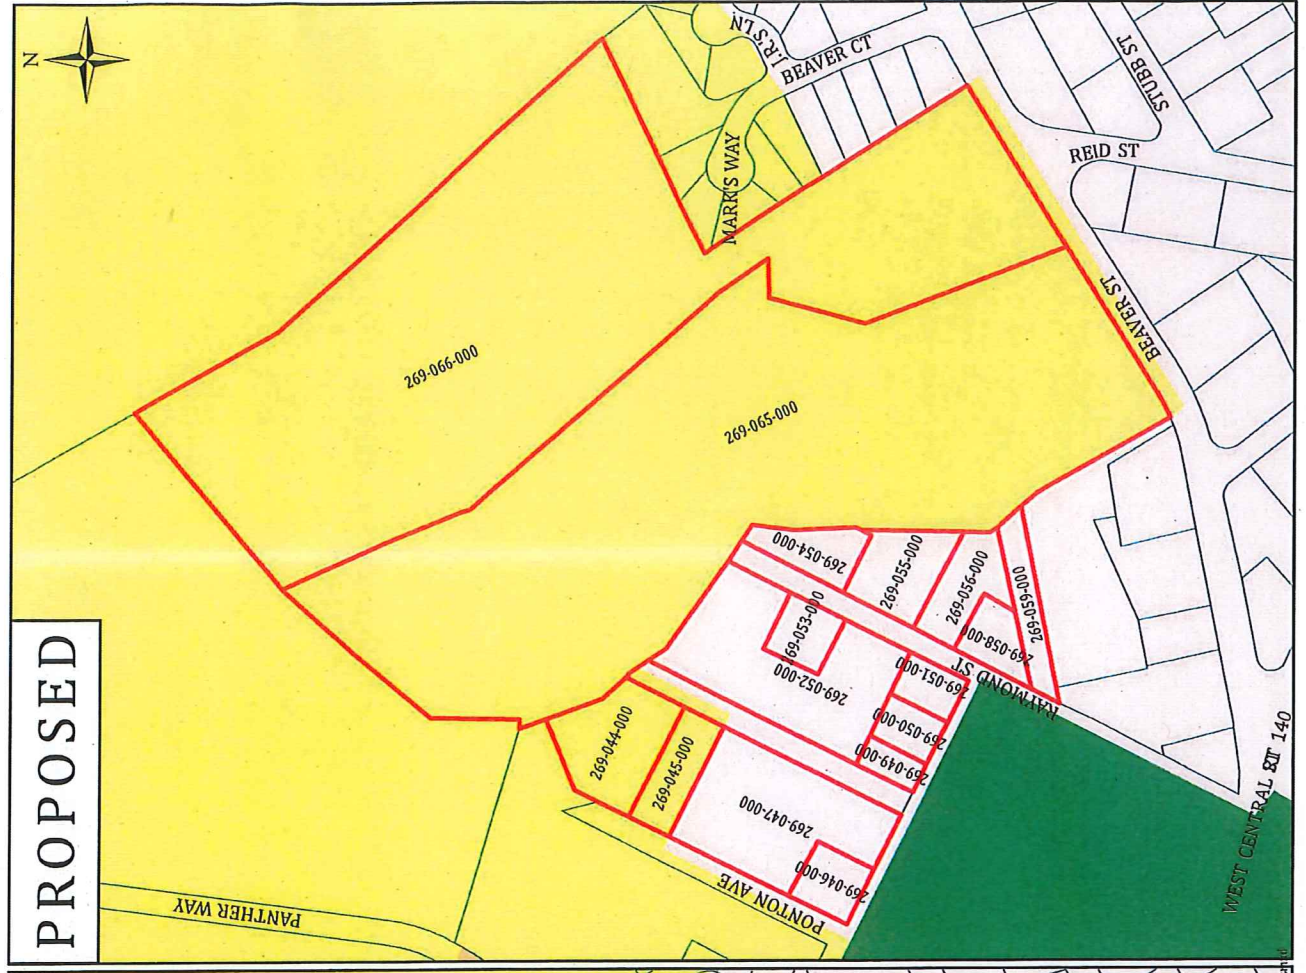 PROPOSED
N
J.R'S LN
BEAVER CT
STUBB ST
REID ST
MARK'S WAY
BEAVER ST
269-066-000
269-065-000
269-054-000
269-055-000
269-056-000
269-059-000
269-058-000
269-053-000
269-052-000
269-051-000
269-050-000
269-049-000
RAYMOND ST
269-044-000
269-045-000
269-047-000
269-046-000
PONTON AVE
PANTHER WAY
WEST CENTRAL ST
RT 140